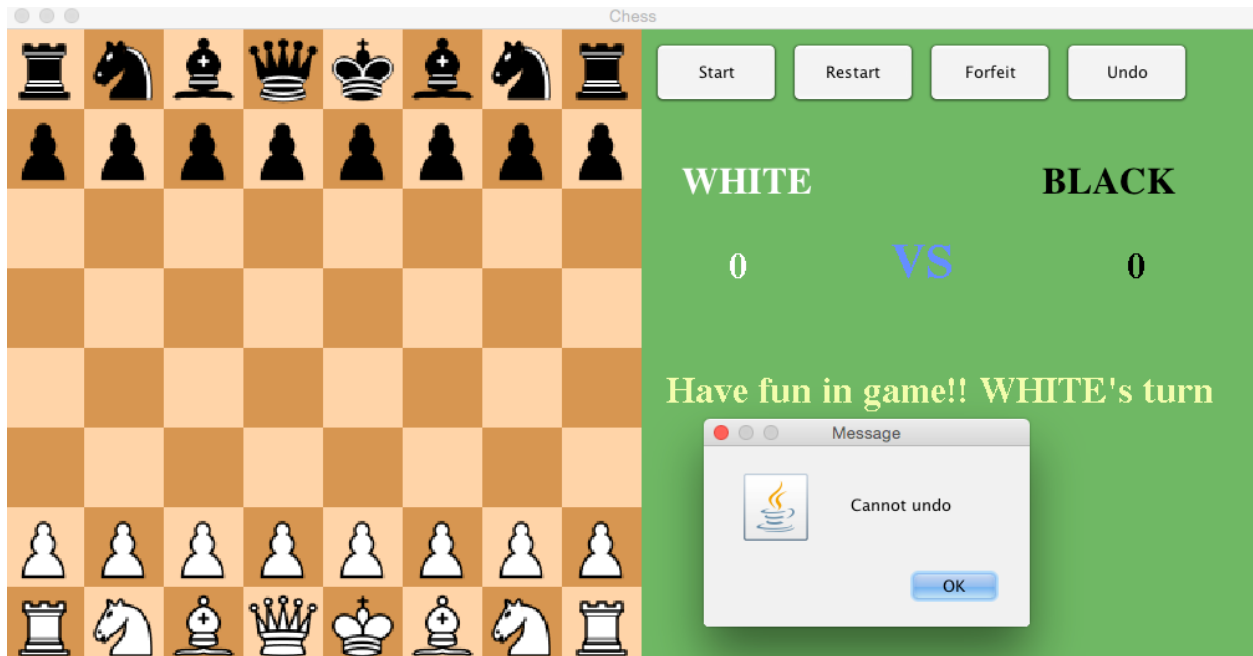 Chess
Start Restart Forfeit Undo
WHITE BLACK
0 VS 0
Have fun in game!! WHITE's turn
Message
Cannot undo
OK